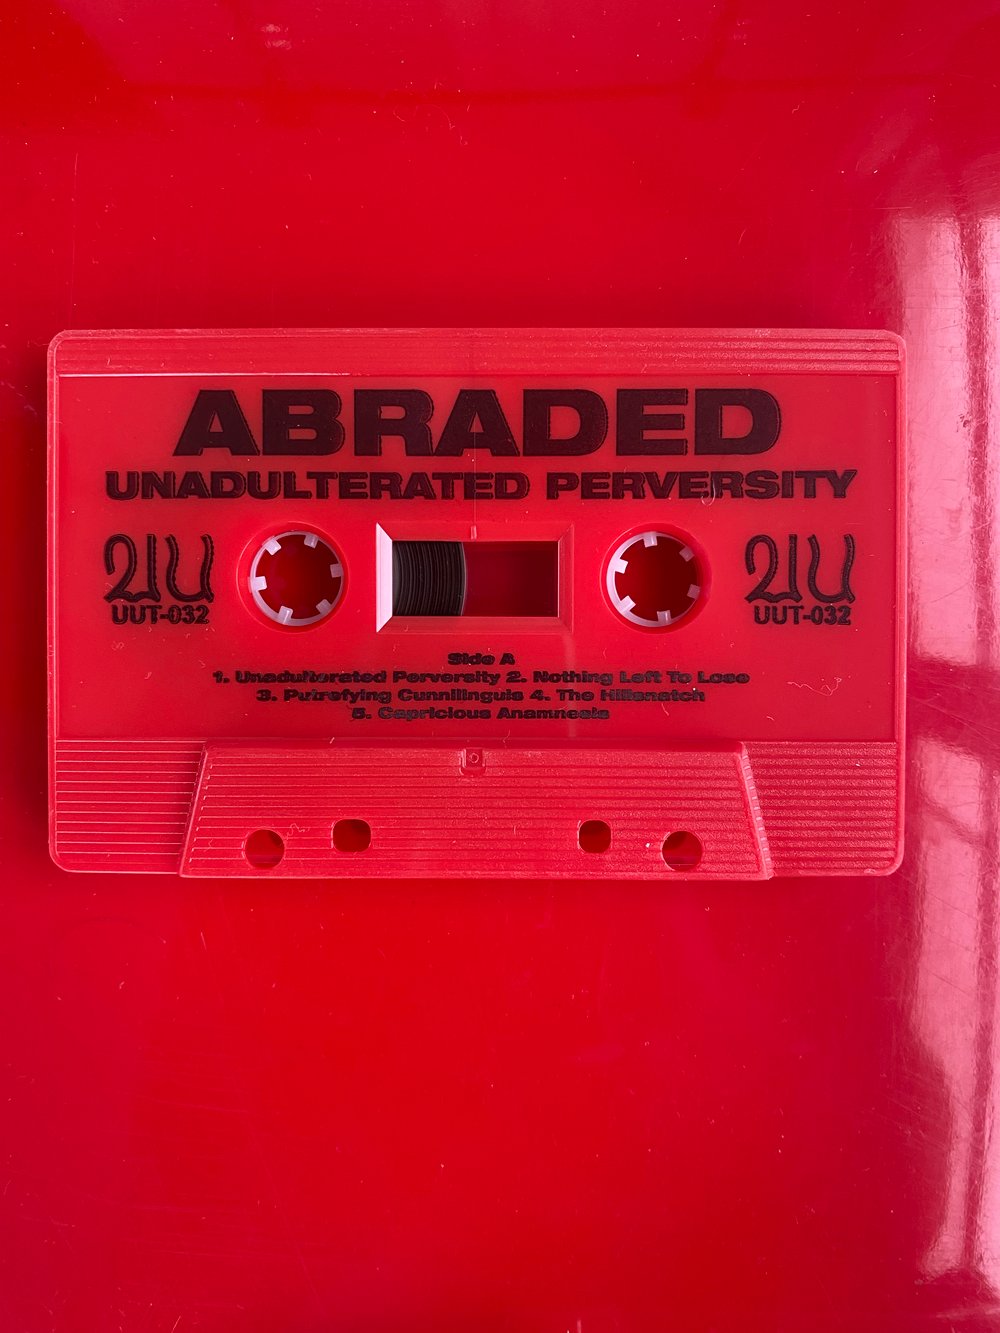 ABRADED
UNADULTERATED PERVERSITY
UUT-032
UUT-032
Side A
1. Unadulterated Perversity 2. Nothing Left To Lose
3. Putrefying Cunnilinguis 4. The Hillsnatch
5. Capricious Anamnesis